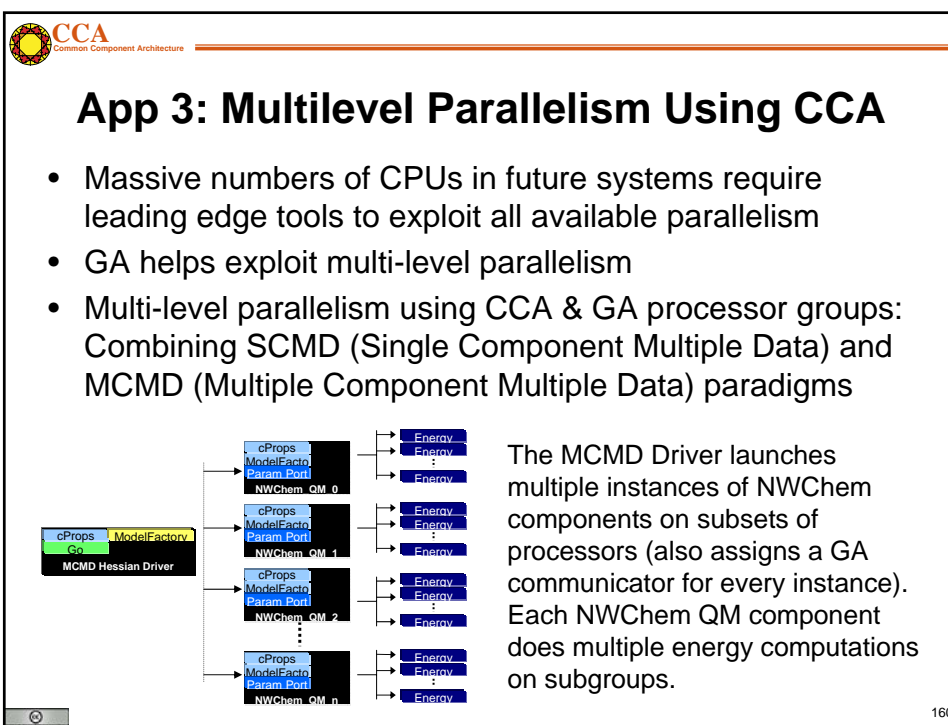 CCA
Common Component Architecture
App 3: Multilevel Parallelism Using CCA
• Massive numbers of CPUs in future systems require
leading edge tools to exploit all available parallelism
• GA helps exploit multi-level parallelism
• Multi-level parallelism using CCA & GA processor groups:
Combining SCMD (Single Component Multiple Data) and
MCMD (Multiple Component Multiple Data) paradigms
cProps ModelFactory
Go
MCMD Hessian Driver
cProps
ModelFacto
Param Port
NWChem_QM_0
Energy
Energy
Energy
cProps
ModelFacto
Param Port
NWChem_QM_1
Energy
Energy
Energy
cProps
ModelFacto
Param Port
NWChem_QM_2
Energy
Energy
Energy
cProps
ModelFacto
Param Port
NWChem_QM_n
Energy
Energy
Energy
The MCMD Driver launches
multiple instances of NWChem
components on subsets of
processors (also assigns a GA
communicator for every instance).
Each NWChem QM component
does multiple energy computations
on subgroups.
cc